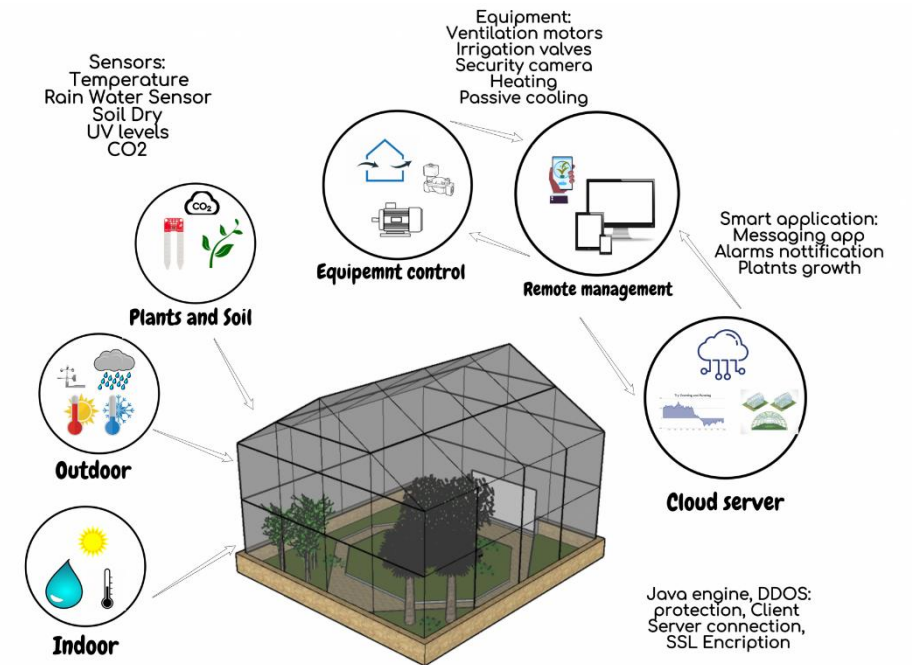 Equipment:
Ventilation motors
Irrigation valves
Security camera
Heating
Passive cooling
Sensors:
Temperature
Rain Water Sensor
Soil Dry
UV levels
CO2
CO2
Smart application:
Messaging app
Alarms nottification
Platnts growth
Equipemnt control
Remote management
Plants and Soil
Outdoor
Cloud server
Indoor
Java engine, DDOS:
protection, Client
Server connection,
SSL Encription